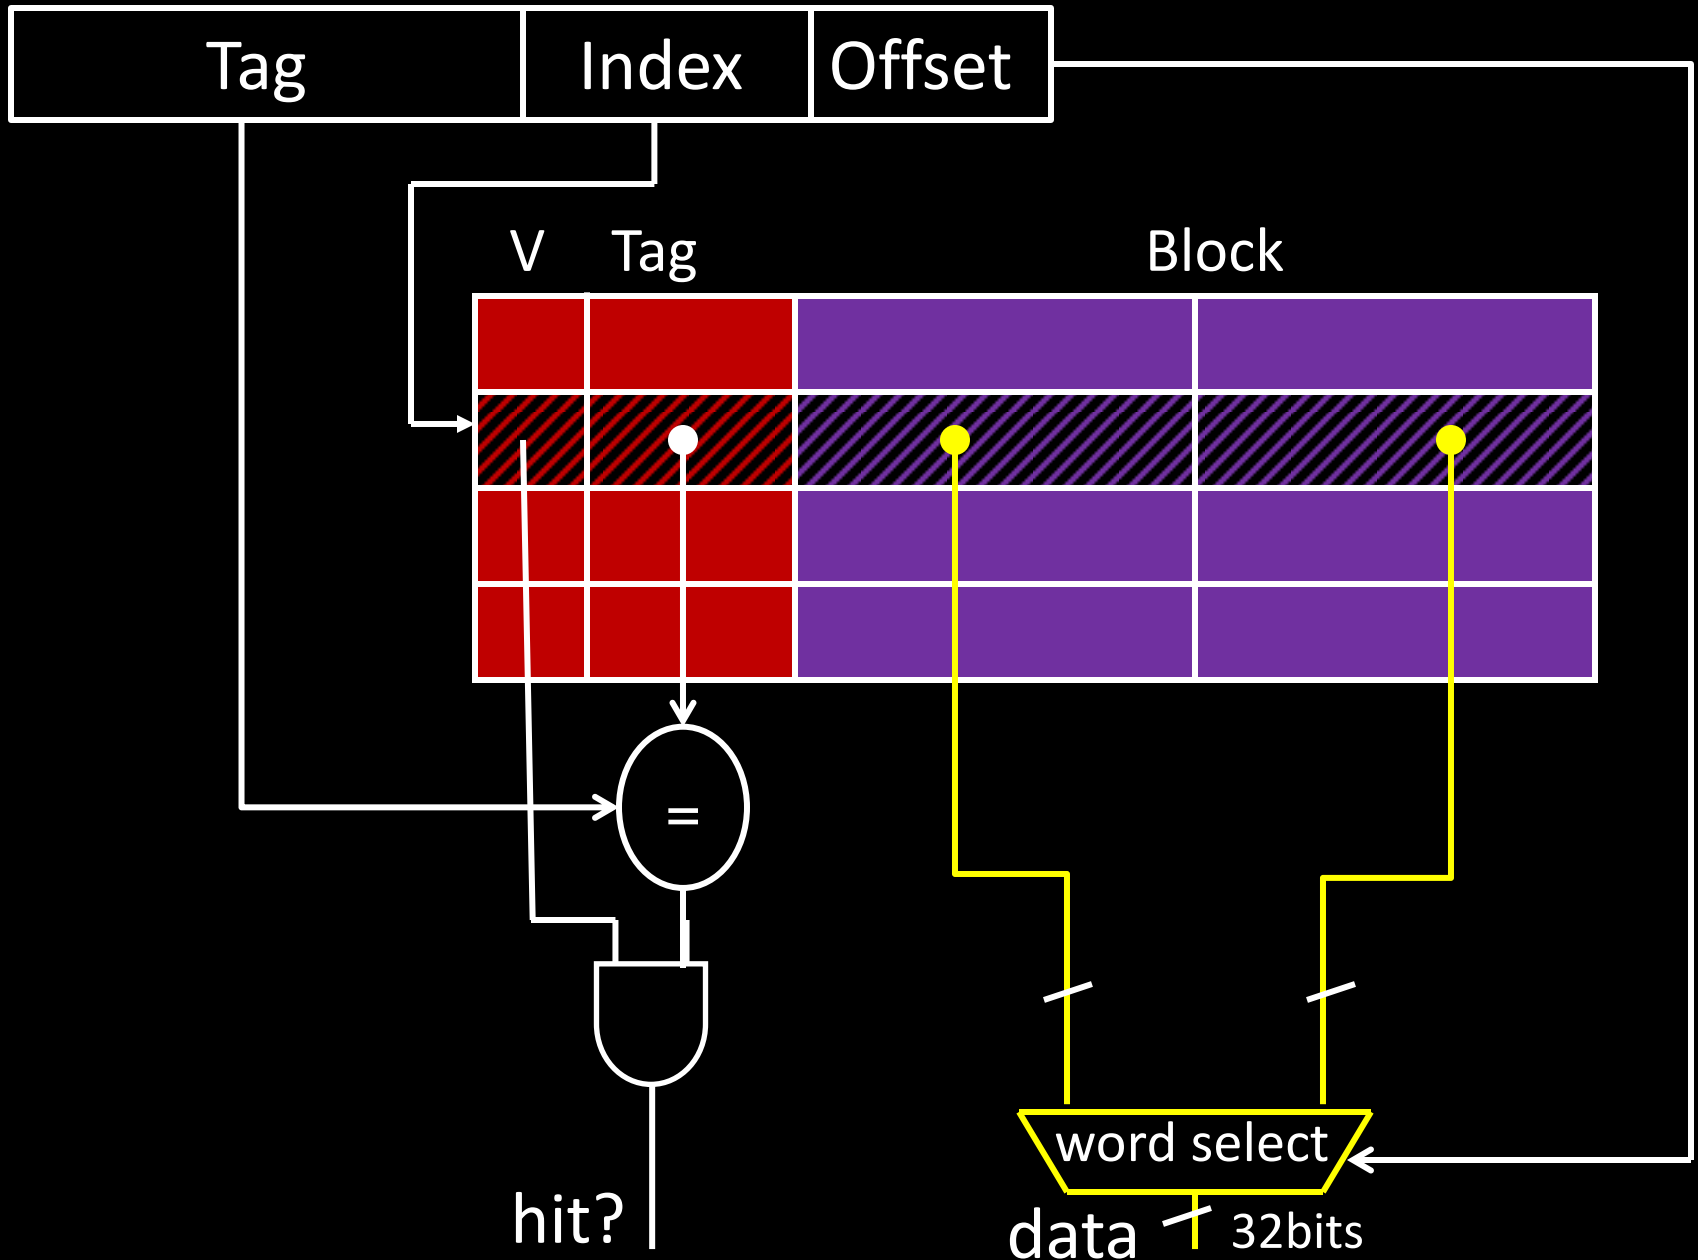 Tag Index Offset
V Tag Block
=
word select
hit? data 32bits